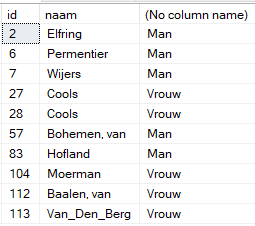 id naam (No column name)
2 Elfring Man
6 Permentier Man
7 Wijers Man
27 Cools Vrouw
28 Cools Vrouw
57 Bohemen, van Man
83 Hofland Man
104 Moerman Vrouw
112 Baalen, van Vrouw
113 Van_Den_Berg Vrouw